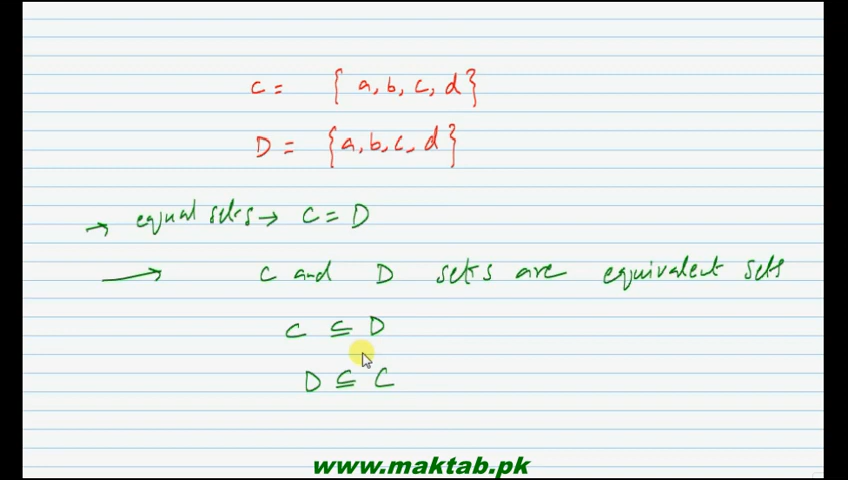 C = { a, b, c, d }
D = { a, b, c, d }
→ equal sets → C = D
→ C and D sets are equivalent sets
C ⊆ D
D ⊆ C
www.maktab.pk